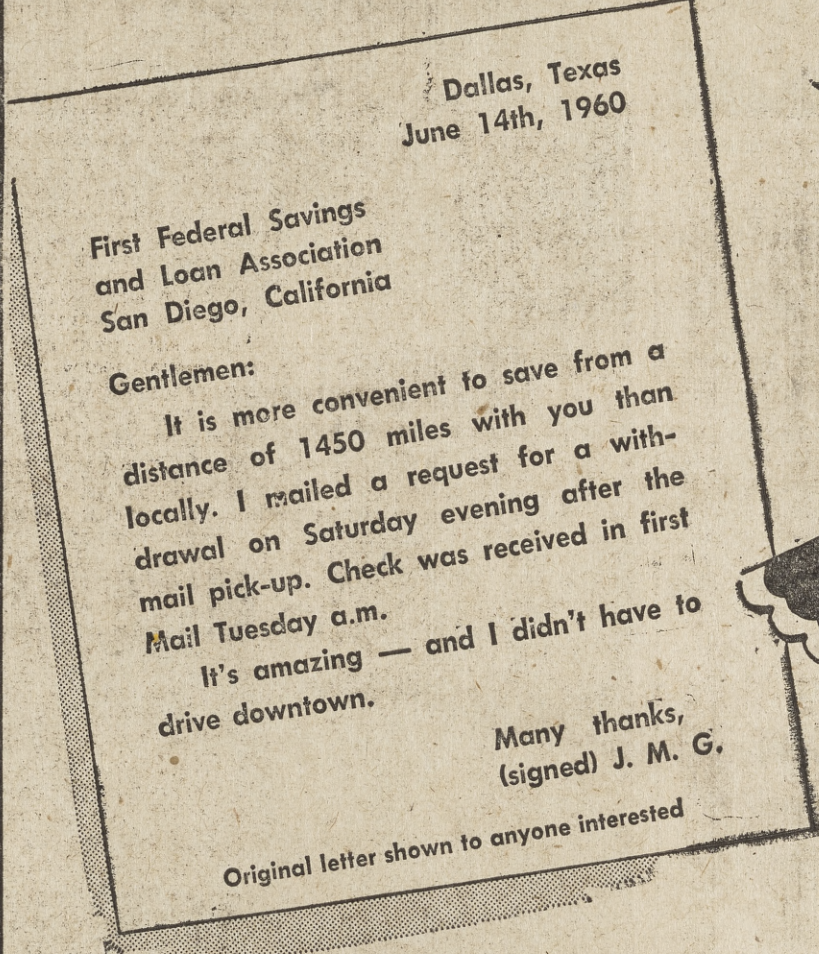 Dallas, Texas
June 14th, 1960
First Federal Savings
and Loan Association
San Diego, California
Gentlemen:
It is more convenient to save from a
distance of 1450 miles with you than
locally. I mailed a request for a with-
drawal on Saturday evening after the
mail pick-up. Check was received in first
Mail Tuesday a.m.
It's amazing — and I didn't have to
drive downtown.
Many thanks,
(signed) J. M. G.
Original letter shown to anyone interested